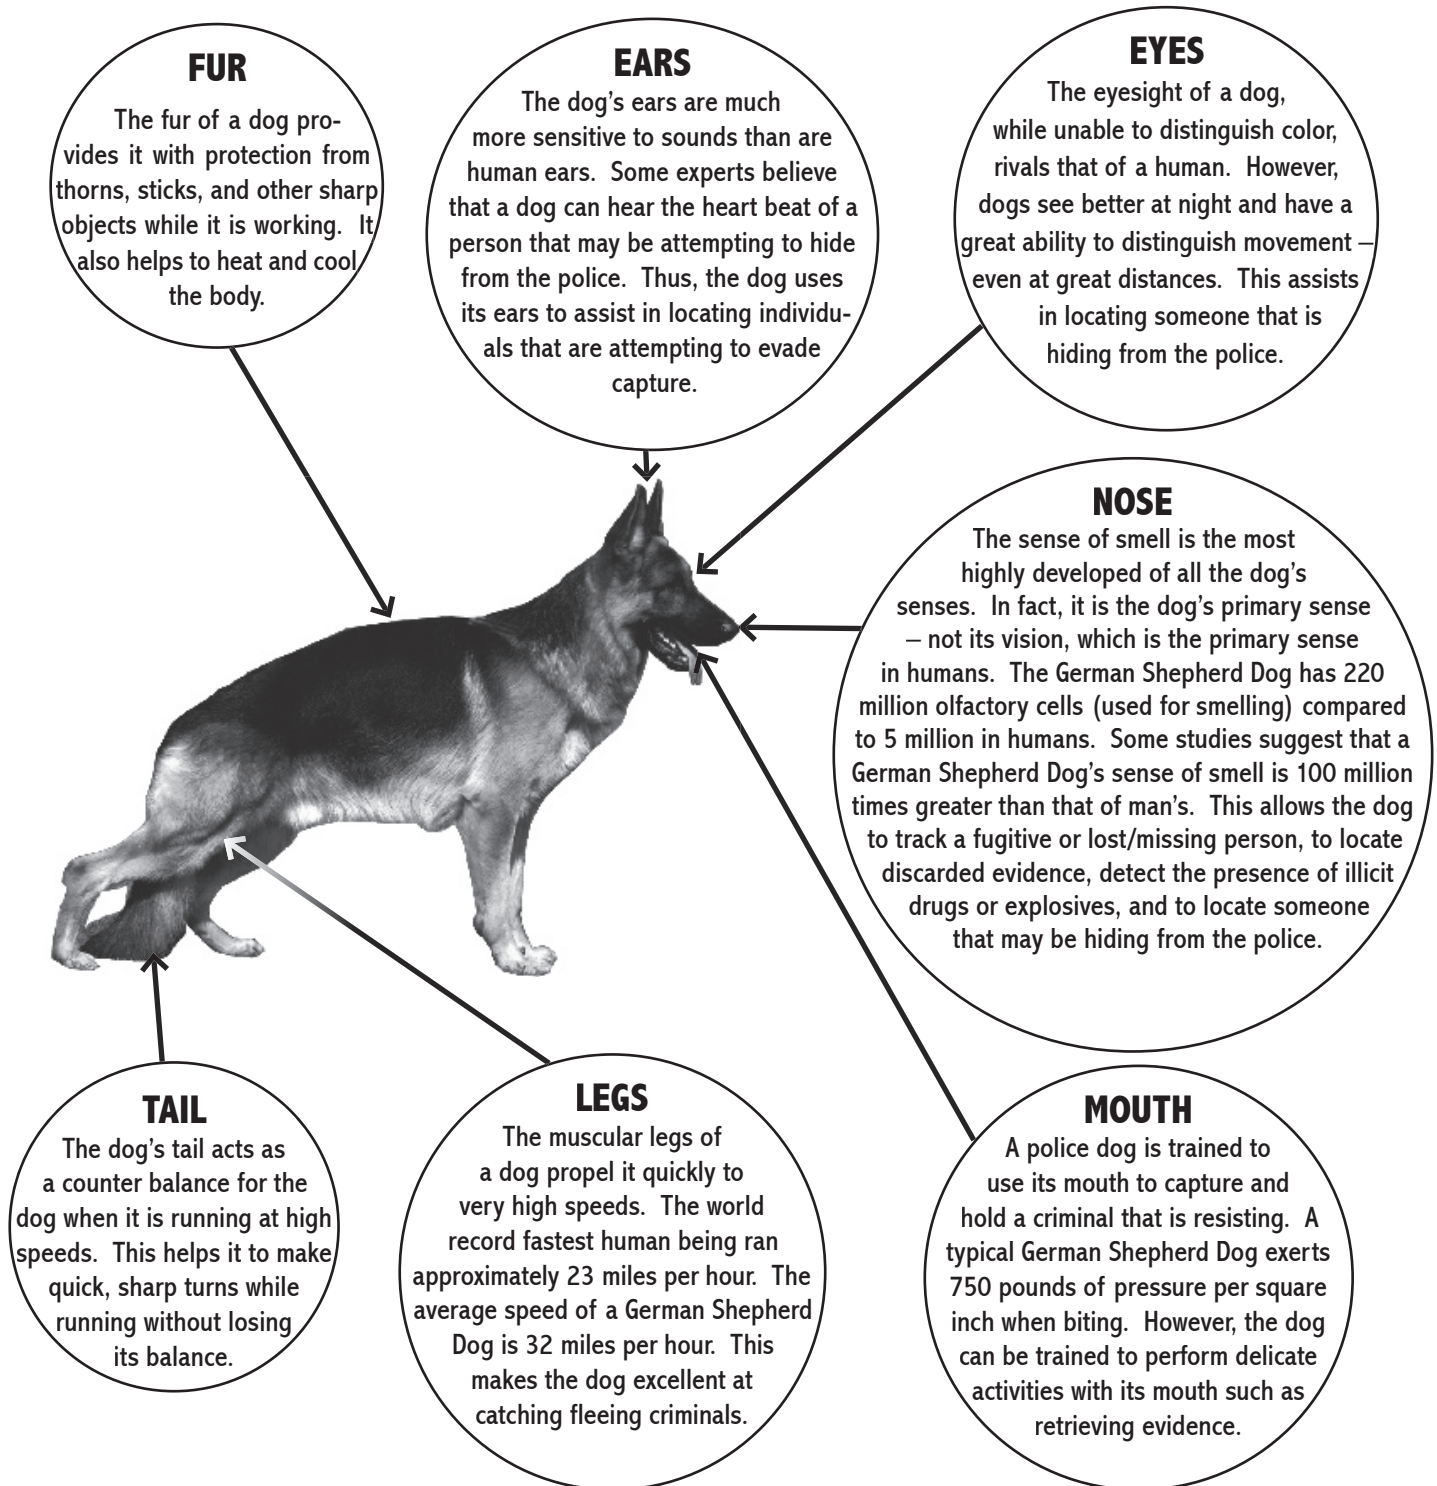 FUR
The fur of a dog pro-
vides it with protection from
thorns, sticks, and other sharp
objects while it is working. It
also helps to heat and cool
the body.
EARS
The dog's ears are much
more sensitive to sounds than are
human ears. Some experts believe
that a dog can hear the heart beat of a
person that may be attempting to hide
from the police. Thus, the dog uses
its ears to assist in locating individu-
als that are attempting to evade
capture.
EYES
The eyesight of a dog,
while unable to distinguish color,
rivals that of a human. However,
dogs see better at night and have a
great ability to distinguish movement –
even at great distances. This assists
in locating someone that is
hiding from the police.
NOSE
The sense of smell is the most
highly developed of all the dog's
senses. In fact, it is the dog's primary sense
– not its vision, which is the primary sense
in humans. The German Shepherd Dog has 220
million olfactory cells (used for smelling) compared
to 5 million in humans. Some studies suggest that a
German Shepherd Dog's sense of smell is 100 million
times greater than that of man's. This allows the dog
to track a fugitive or lost/missing person, to locate
discarded evidence, detect the presence of illicit
drugs or explosives, and to locate someone
that may be hiding from the police.
TAIL
The dog's tail acts as
a counter balance for the
dog when it is running at high
speeds. This helps it to make
quick, sharp turns while
running without losing
its balance.
LEGS
The muscular legs of
a dog propel it quickly to
very high speeds. The world
record fastest human being ran
approximately 23 miles per hour. The
average speed of a German Shepherd
Dog is 32 miles per hour. This
makes the dog excellent at
catching fleeing criminals.
MOUTH
A police dog is trained to
use its mouth to capture and
hold a criminal that is resisting. A
typical German Shepherd Dog exerts
750 pounds of pressure per square
inch when biting. However, the dog
can be trained to perform delicate
activities with its mouth such as
retrieving evidence.